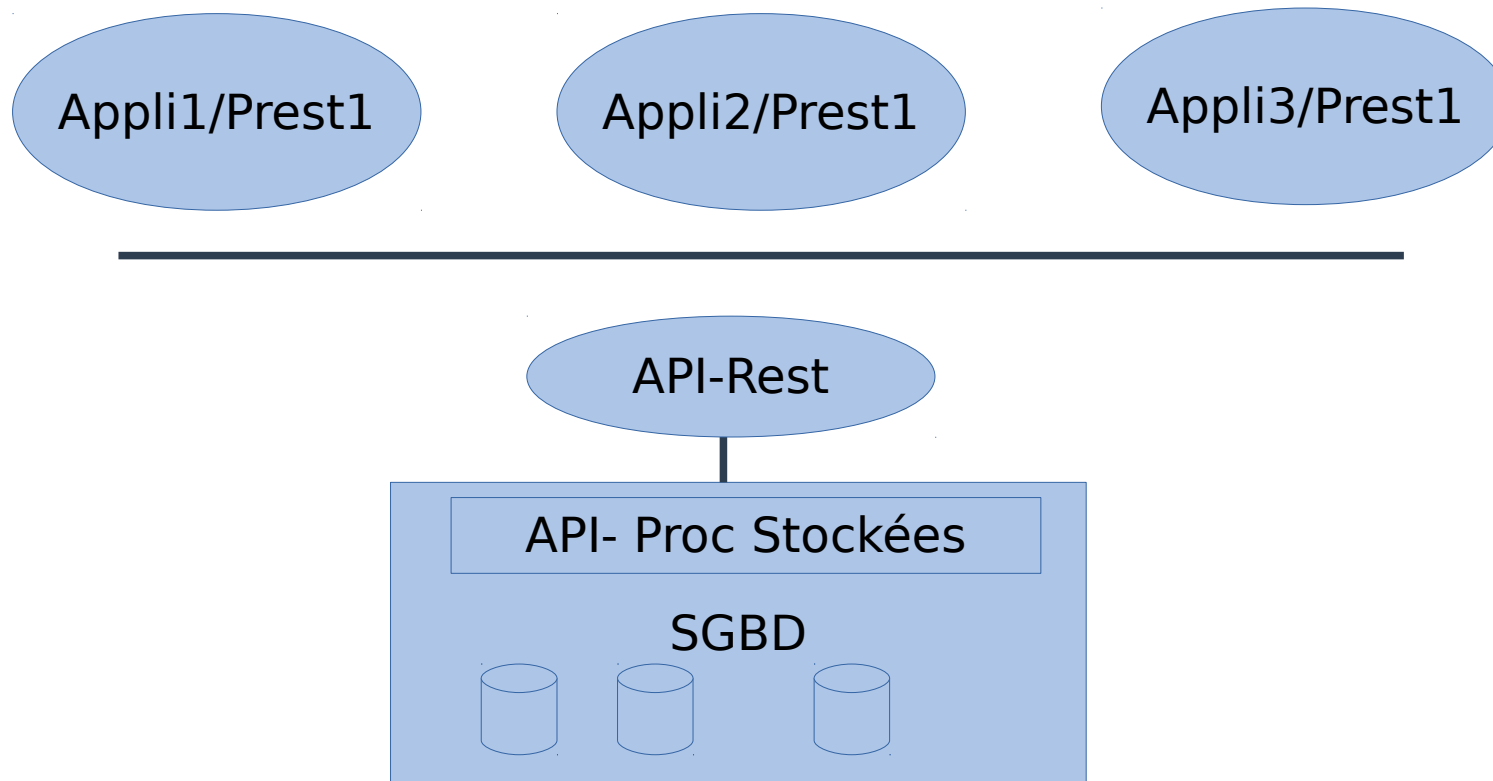 Appli1/Prest1
Appli2/Prest1
Appli3/Prest1
API-Rest
API- Proc Stockées
SGBD